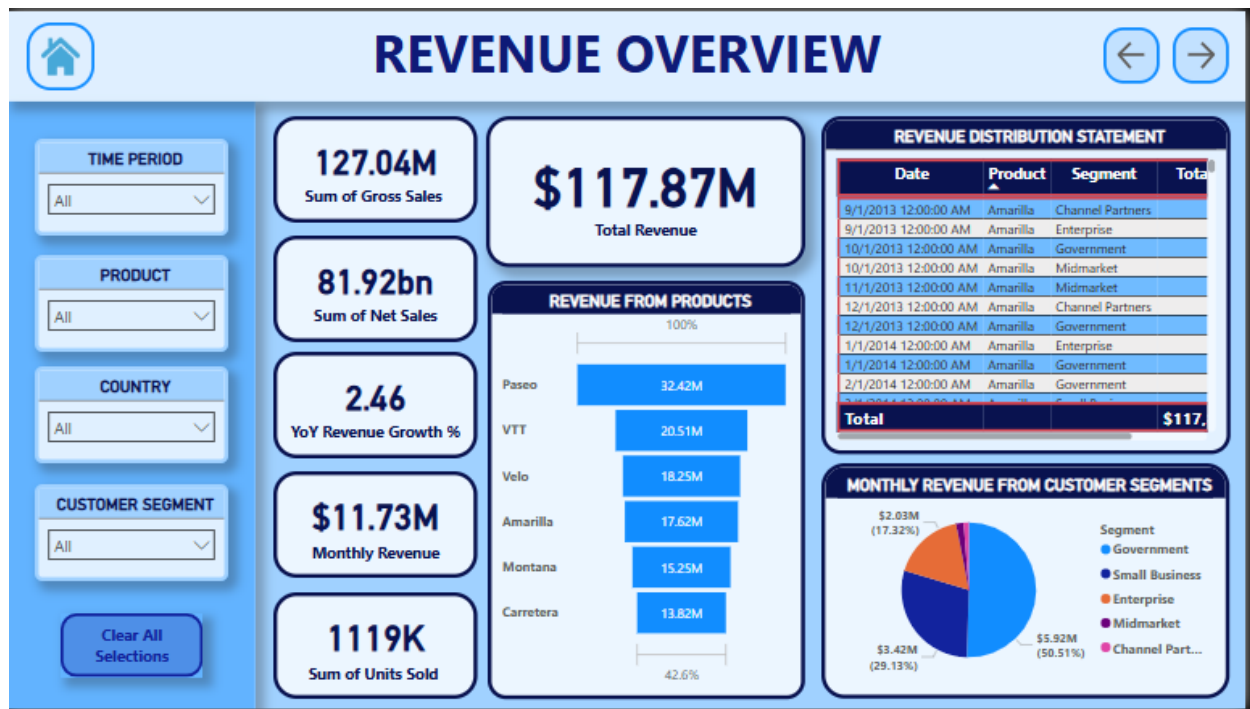 REVENUE OVERVIEW
TIME PERIOD
All
PRODUCT
All
COUNTRY
All
CUSTOMER SEGMENT
All
Clear All
Selections
127.04M
Sum of Gross Sales
81.92bn
Sum of Net Sales
2.46
YoY Revenue Growth %
$11.73M
Monthly Revenue
1119K
Sum of Units Sold
$117.87M
Total Revenue
REVENUE FROM PRODUCTS
100%
Paseo 32.42M
VTT 20.51M
Velo 18.25M
Amarilla 17.62M
Montana 15.25M
Carretera 13.82M
42.6%
REVENUE DISTRIBUTION STATEMENT
Date Product Segment Tota
9/1/2013 12:00:00 AM Amarilla Channel Partners
9/1/2013 12:00:00 AM Amarilla Enterprise
10/1/2013 12:00:00 AM Amarilla Government
10/1/2013 12:00:00 AM Amarilla Midmarket
11/1/2013 12:00:00 AM Amarilla Midmarket
12/1/2013 12:00:00 AM Amarilla Channel Partners
12/1/2013 12:00:00 AM Amarilla Government
1/1/2014 12:00:00 AM Amarilla Enterprise
1/1/2014 12:00:00 AM Amarilla Government
2/1/2014 12:00:00 AM Amarilla Government
Total $117.
MONTHLY REVENUE FROM CUSTOMER SEGMENTS
$2.03M
(17.32%)
$3.42M
(29.13%)
$5.92M
(50.51%)
Segment
Government
Small Business
Enterprise
Midmarket
Channel Part...